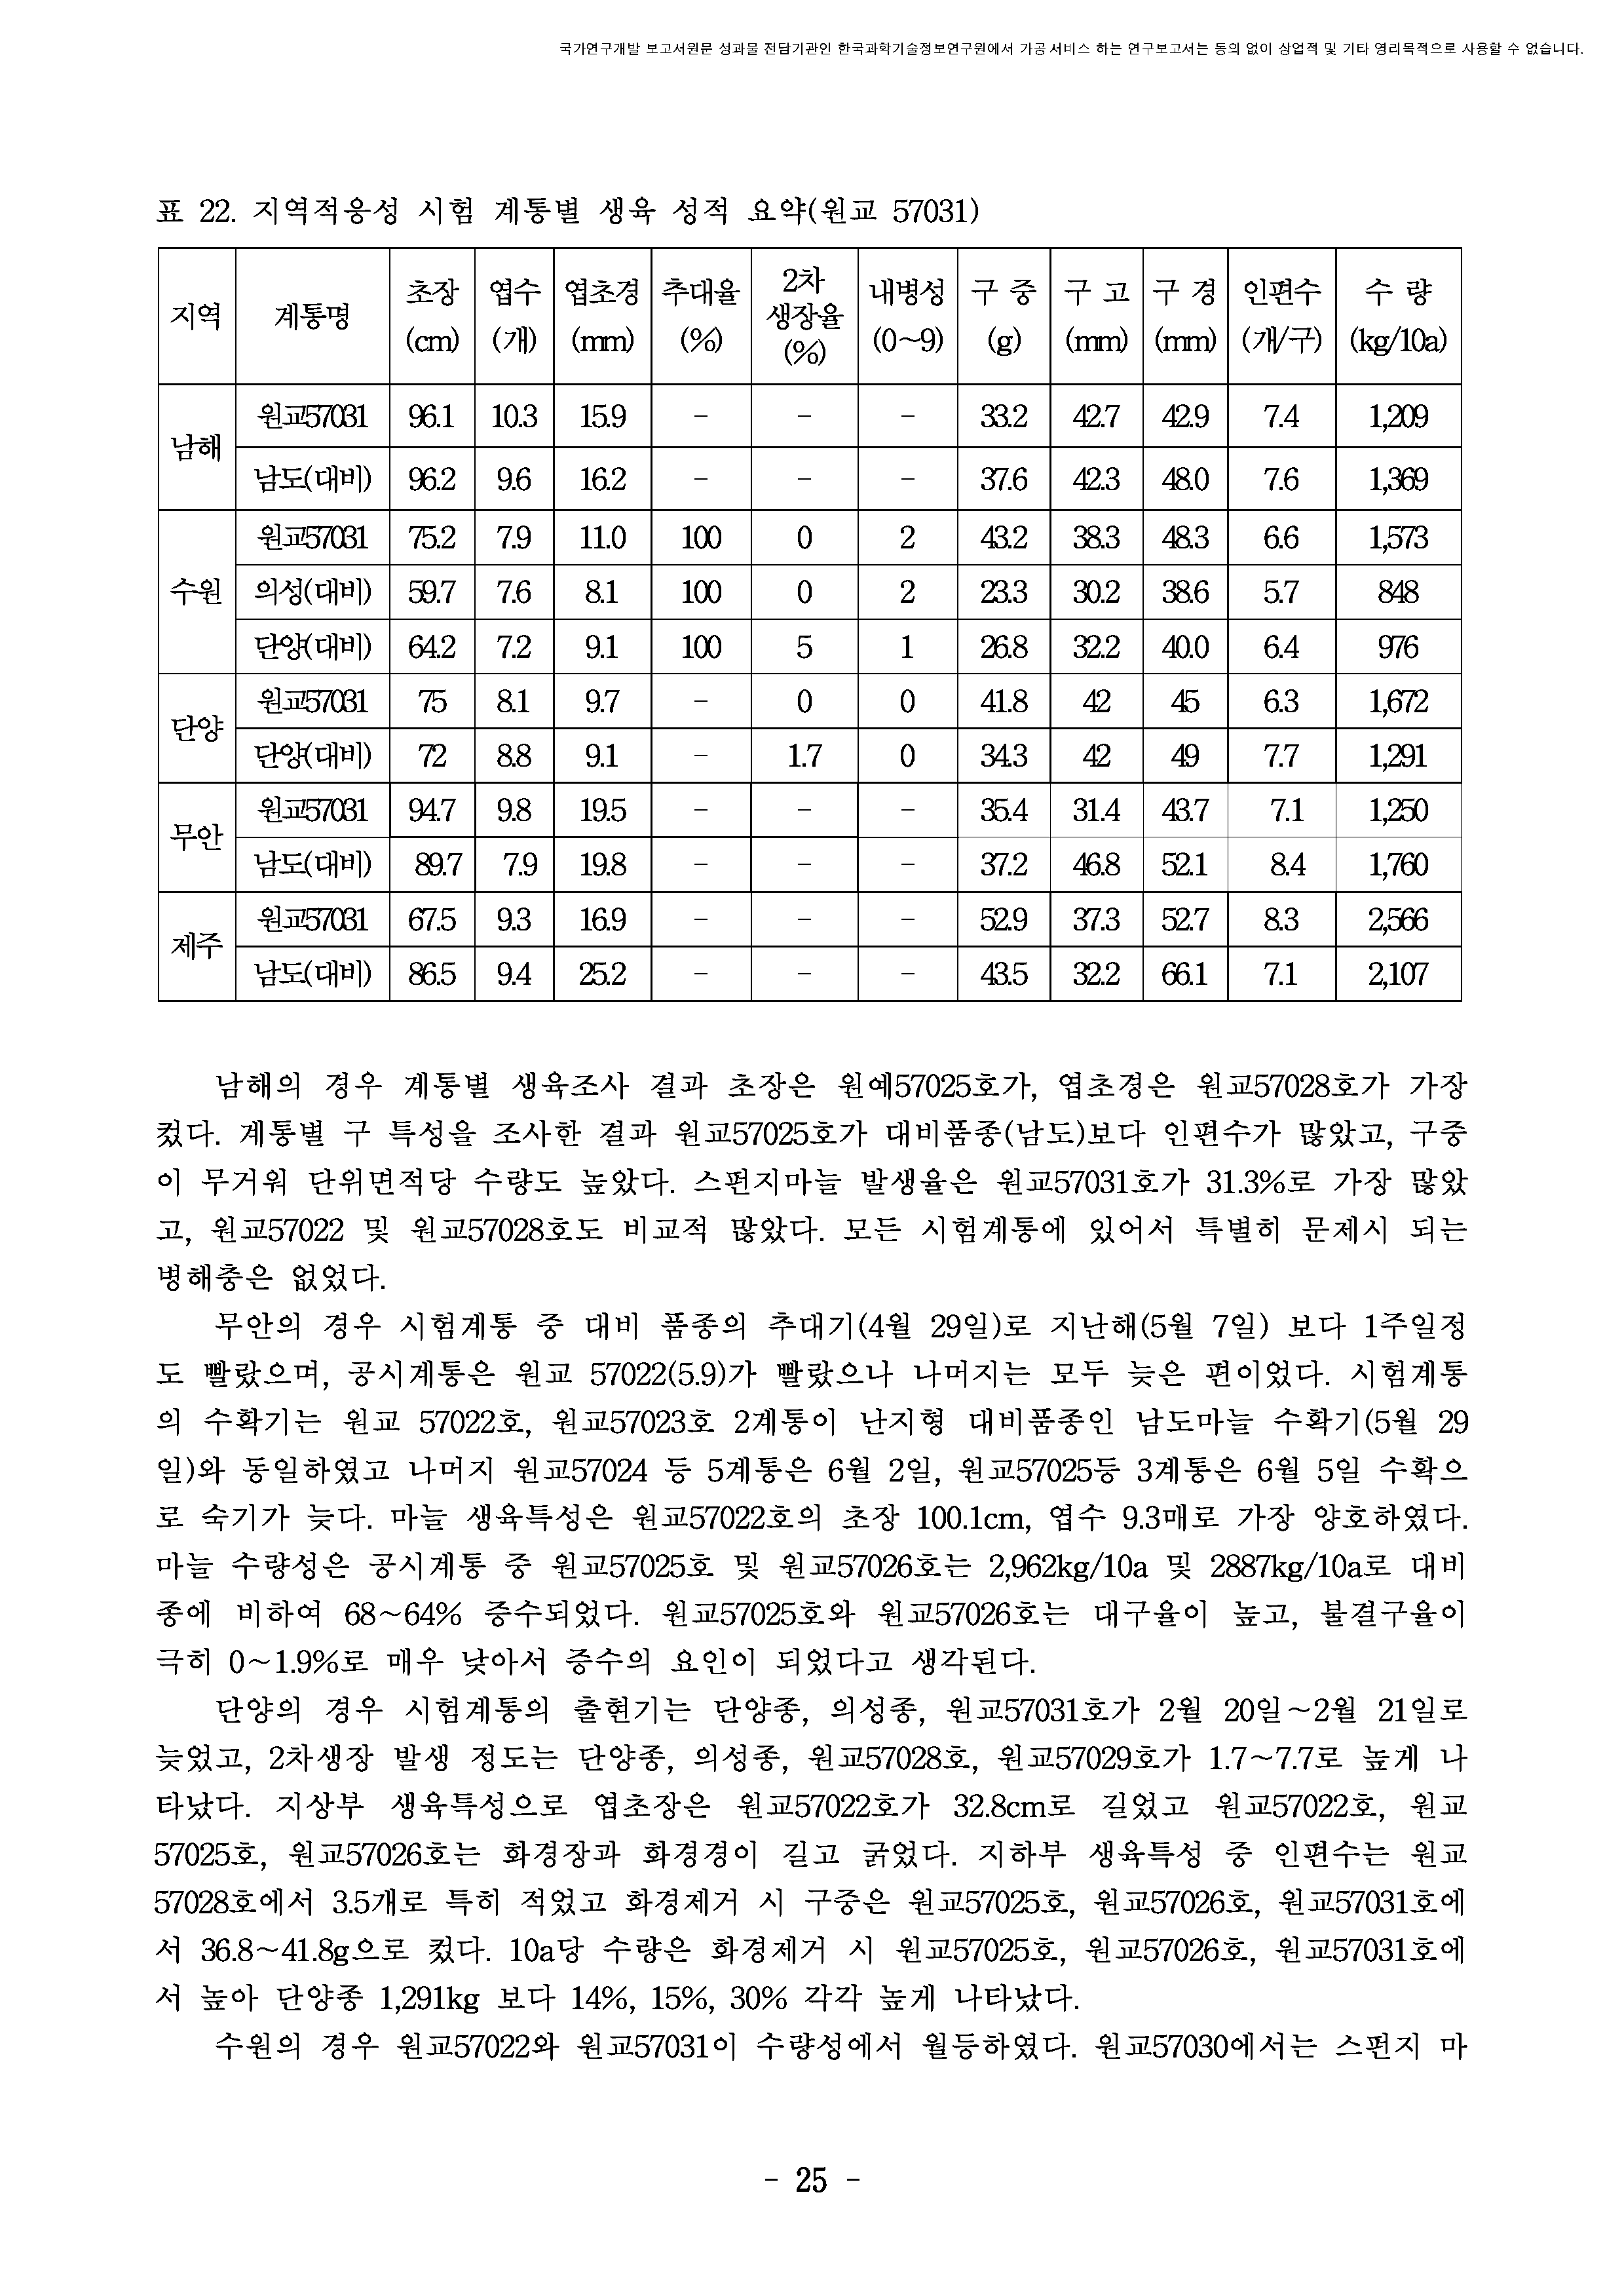 국가연구개발 보고서원문 성과물 전담기관인 한국과학기술정보연구원에서 가공·서비스 하는 연구보고서는 동의 없이 상업적 및 기타 영리목적으로 사용할 수 없습니다.
표 22. 지역적응성 시험 계통별 생육 성적 요약(원교 57031)
지역 계통명 초장 (cm) 엽수 (개) 엽초경 (mm) 추대율 (%) 2차 생장율 (%) 내병성 (0~9) 구 중 (g) 구 고 (mm) 구 경 (mm) 인편수 (개/구) 수 량 (kg/10a)
남해 원교57031 96.1 10.3 15.9 - - - 33.2 42.7 42.9 7.4 1,209
남도(대비) 96.2 9.6 16.2 - - - 37.6 42.3 48.0 7.6 1,369
수원 원교57031 75.2 7.9 11.0 100 0 2 43.2 38.3 48.3 6.6 1,573
의성(대비) 59.7 7.6 8.1 100 0 2 23.3 30.2 38.6 5.7 848
단양(대비) 64.2 7.2 9.1 100 5 1 26.8 32.2 40.0 6.4 976
단양 원교57031 75 8.1 9.7 - 0 0 41.8 42 45 6.3 1,672
단양(대비) 72 8.8 9.1 - 1.7 0 34.3 42 49 7.7 1,291
무안 원교57031 94.7 9.8 19.5 - - - 35.4 31.4 43.7 7.1 1,250
남도(대비) 89.7 7.9 19.8 - - - 37.2 46.8 52.1 8.4 1,760
제주 원교57031 67.5 9.3 16.9 - - - 52.9 37.3 52.7 8.3 2,566
남도(대비) 86.5 9.4 25.2 - - - 43.5 32.2 66.1 7.1 2,107
남해의 경우 계통별 생육조사 결과 초장은 원예57025호가, 엽초경은 원교57028호가 가장
컸다. 계통별 구 특성을 조사한 결과 원교57025호가 대비품종(남도)보다 인편수가 많았고, 구중
이 무거워 단위면적당 수량도 높았다. 스펀지마늘 발생율은 원교57031호가 31.3%로 가장 많았
고, 원교57022 및 원교57028호도 비교적 많았다. 모든 시험계통에 있어서 특별히 문제시 되는
병해충은 없었다.
무안의 경우 시험계통 중 대비 품종의 추대기(4월 29일)로 지난해(5월 7일) 보다 1주일정
도 빨랐으며, 공시계통은 원교 57022(5.9)가 빨랐으나 나머지는 모두 늦은 편이었다. 시험계통
의 수확기는 원교 57022호, 원교57023호 2계통이 난지형 대비품종인 남도마늘 수확기(5월 29
일)와 동일하였고 나머지 원교57024 등 5계통은 6월 2일, 원교57025등 3계통은 6월 5일 수확으
로 숙기가 늦다. 마늘 생육특성은 원교57022호의 초장 100.1cm, 엽수 9.3매로 가장 양호하였다.
마늘 수량성은 공시계통 중 원교57025호 및 원교57026호는 2,962kg/10a 및 2887kg/10a로 대비
종에 비하여 68~64% 증수되었다. 원교57025호와 원교57026호는 대구율이 높고, 불결구율이
극히 0~1.9%로 매우 낮아서 증수의 요인이 되었다고 생각된다.
단양의 경우 시험계통의 출현기는 단양종, 의성종, 원교57031호가 2월 20일~2월 21일로
늦었고, 2차생장 발생 정도는 단양종, 의성종, 원교57028호, 원교57029호가 1.7~7.7로 높게 나
타났다. 지상부 생육특성으로 엽초장은 원교57022호가 32.8cm로 길었고 원교57022호, 원교
57025호, 원교57026호는 화경장과 화경경이 길고 굵었다. 지하부 생육특성 중 인편수는 원교
57028호에서 3.5개로 특히 적었고 화경제거 시 구중은 원교57025호, 원교57026호, 원교57031호에
서 36.8~41.8g으로 컸다. 10a당 수량은 화경제거 시 원교57025호, 원교57026호, 원교57031호에
서 높아 단양종 1,291kg 보다 14%, 15%, 30% 각각 높게 나타났다.
수원의 경우 원교57022와 원교57031이 수량성에서 월등하였다. 원교57030에서는 스펀지 마
- 25 -